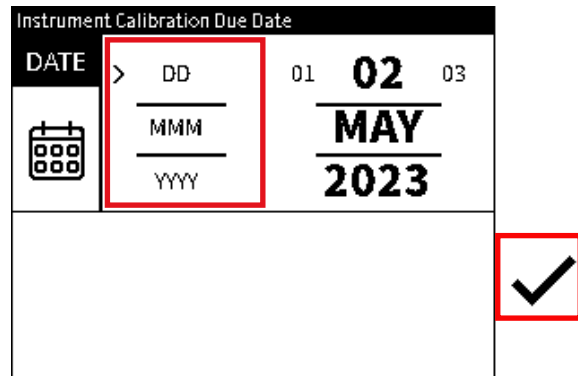 Instrument Calibration Due Date
DATE > DD 01 02 03
MMM MAY
YYYY 2023